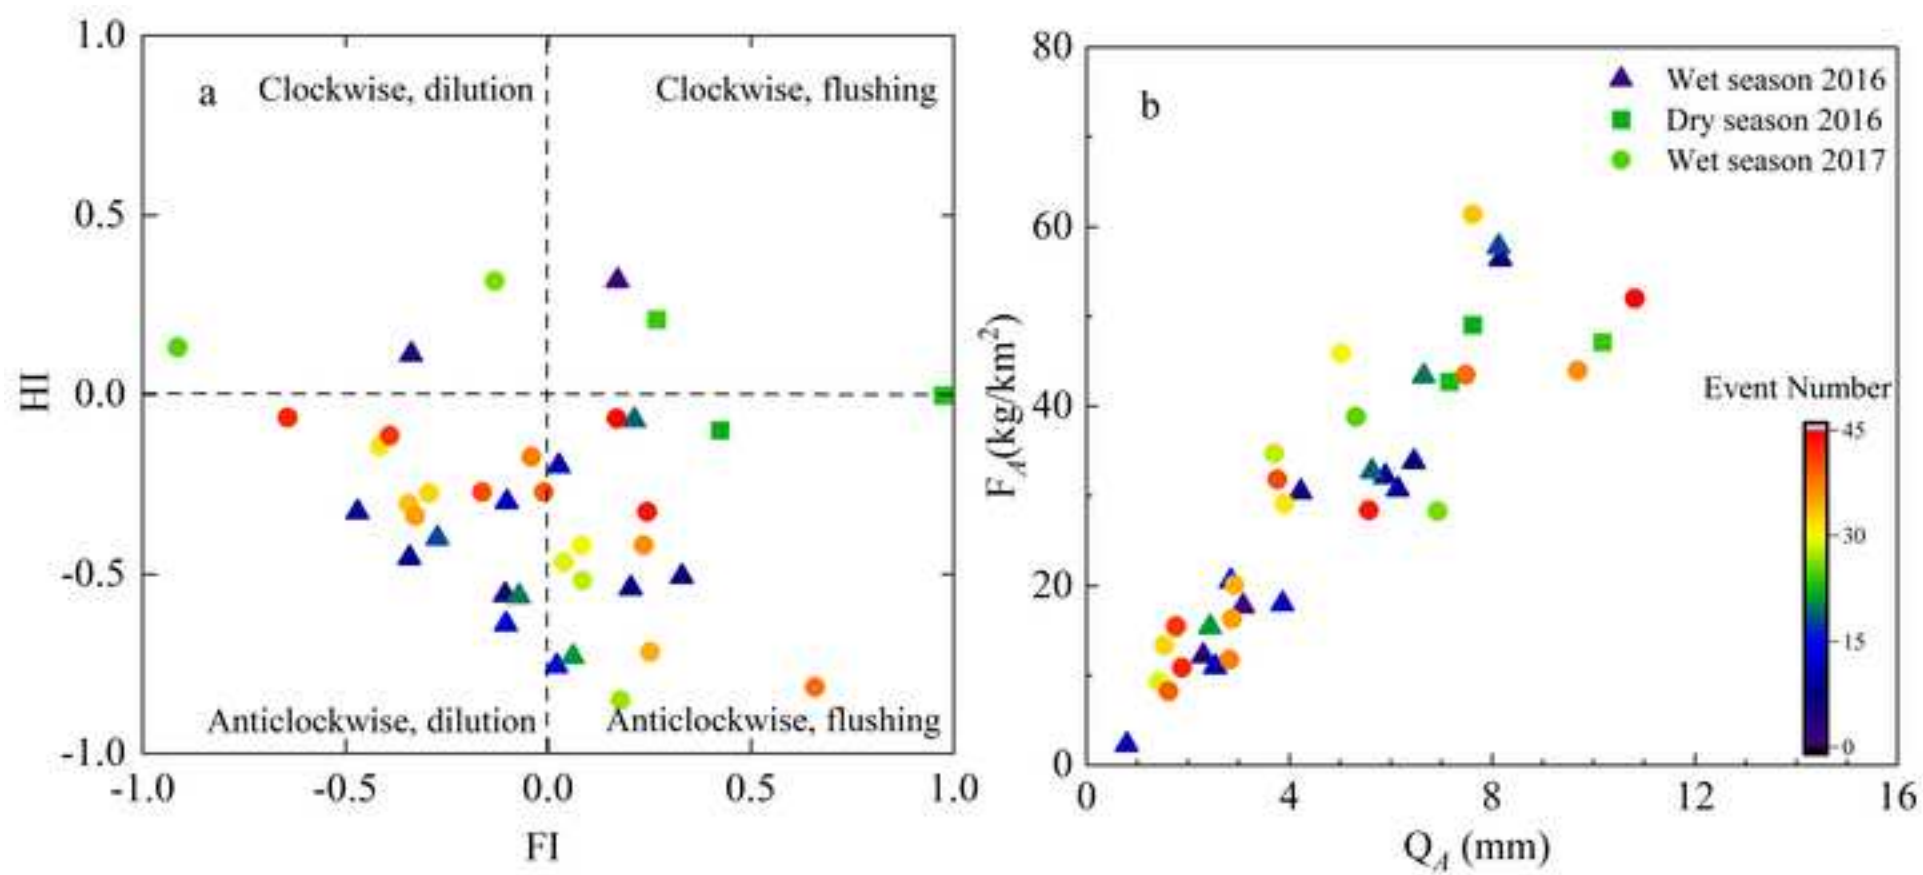 a
Clockwise, dilution
Clockwise, flushing
Anticlockwise, dilution
Anticlockwise, flushing
1.0
0.5
0.0
-0.5
-1.0
HI
-1.0 -0.5 0.0 0.5 1.0
FI
b
Wet season 2016
Dry season 2016
Wet season 2017
80
60
40
20
0
F_A(kg/km²)
0 4 8 12 16
Q_A (mm)
Event Number
45
30
15
0